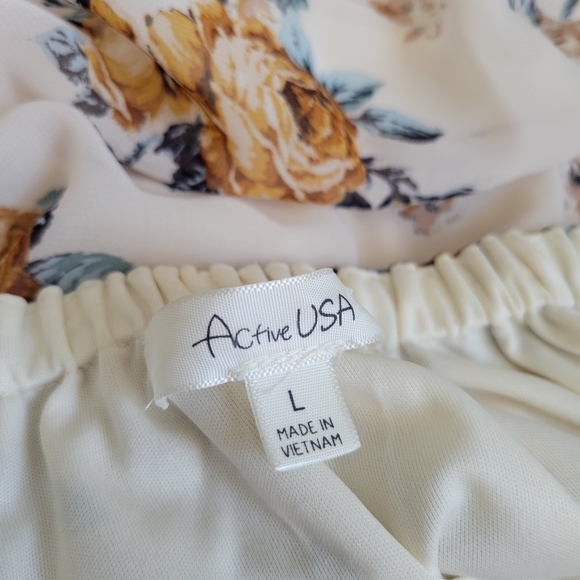 Active USA
L
MADE IN
VIETNAM